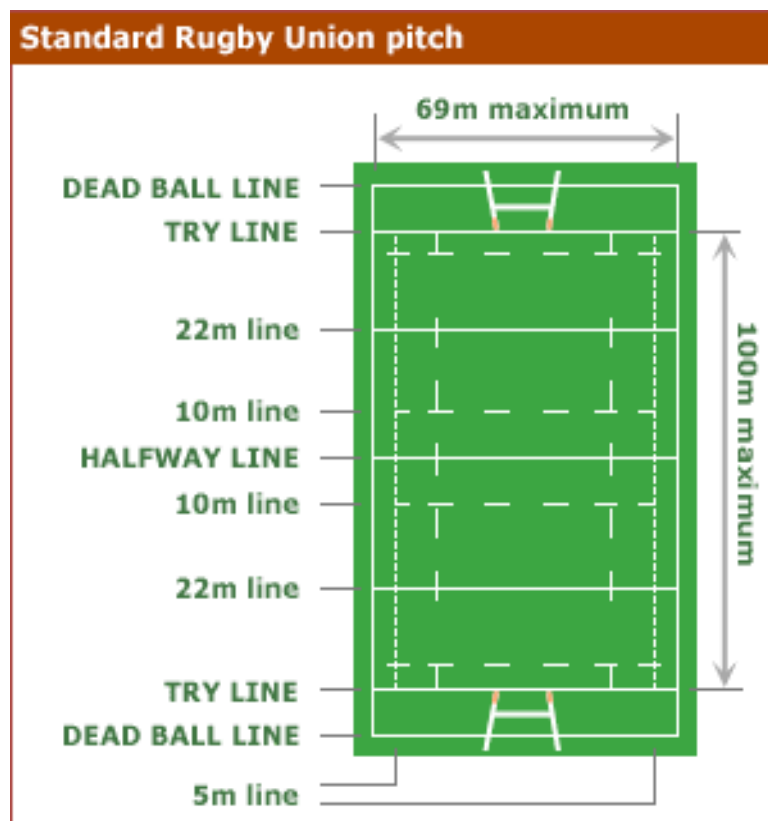 Standard Rugby Union pitch
69m maximum
DEAD BALL LINE
TRY LINE
22m line
10m line
HALFWAY LINE
10m line
22m line
TRY LINE
DEAD BALL LINE
5m line
100m maximum